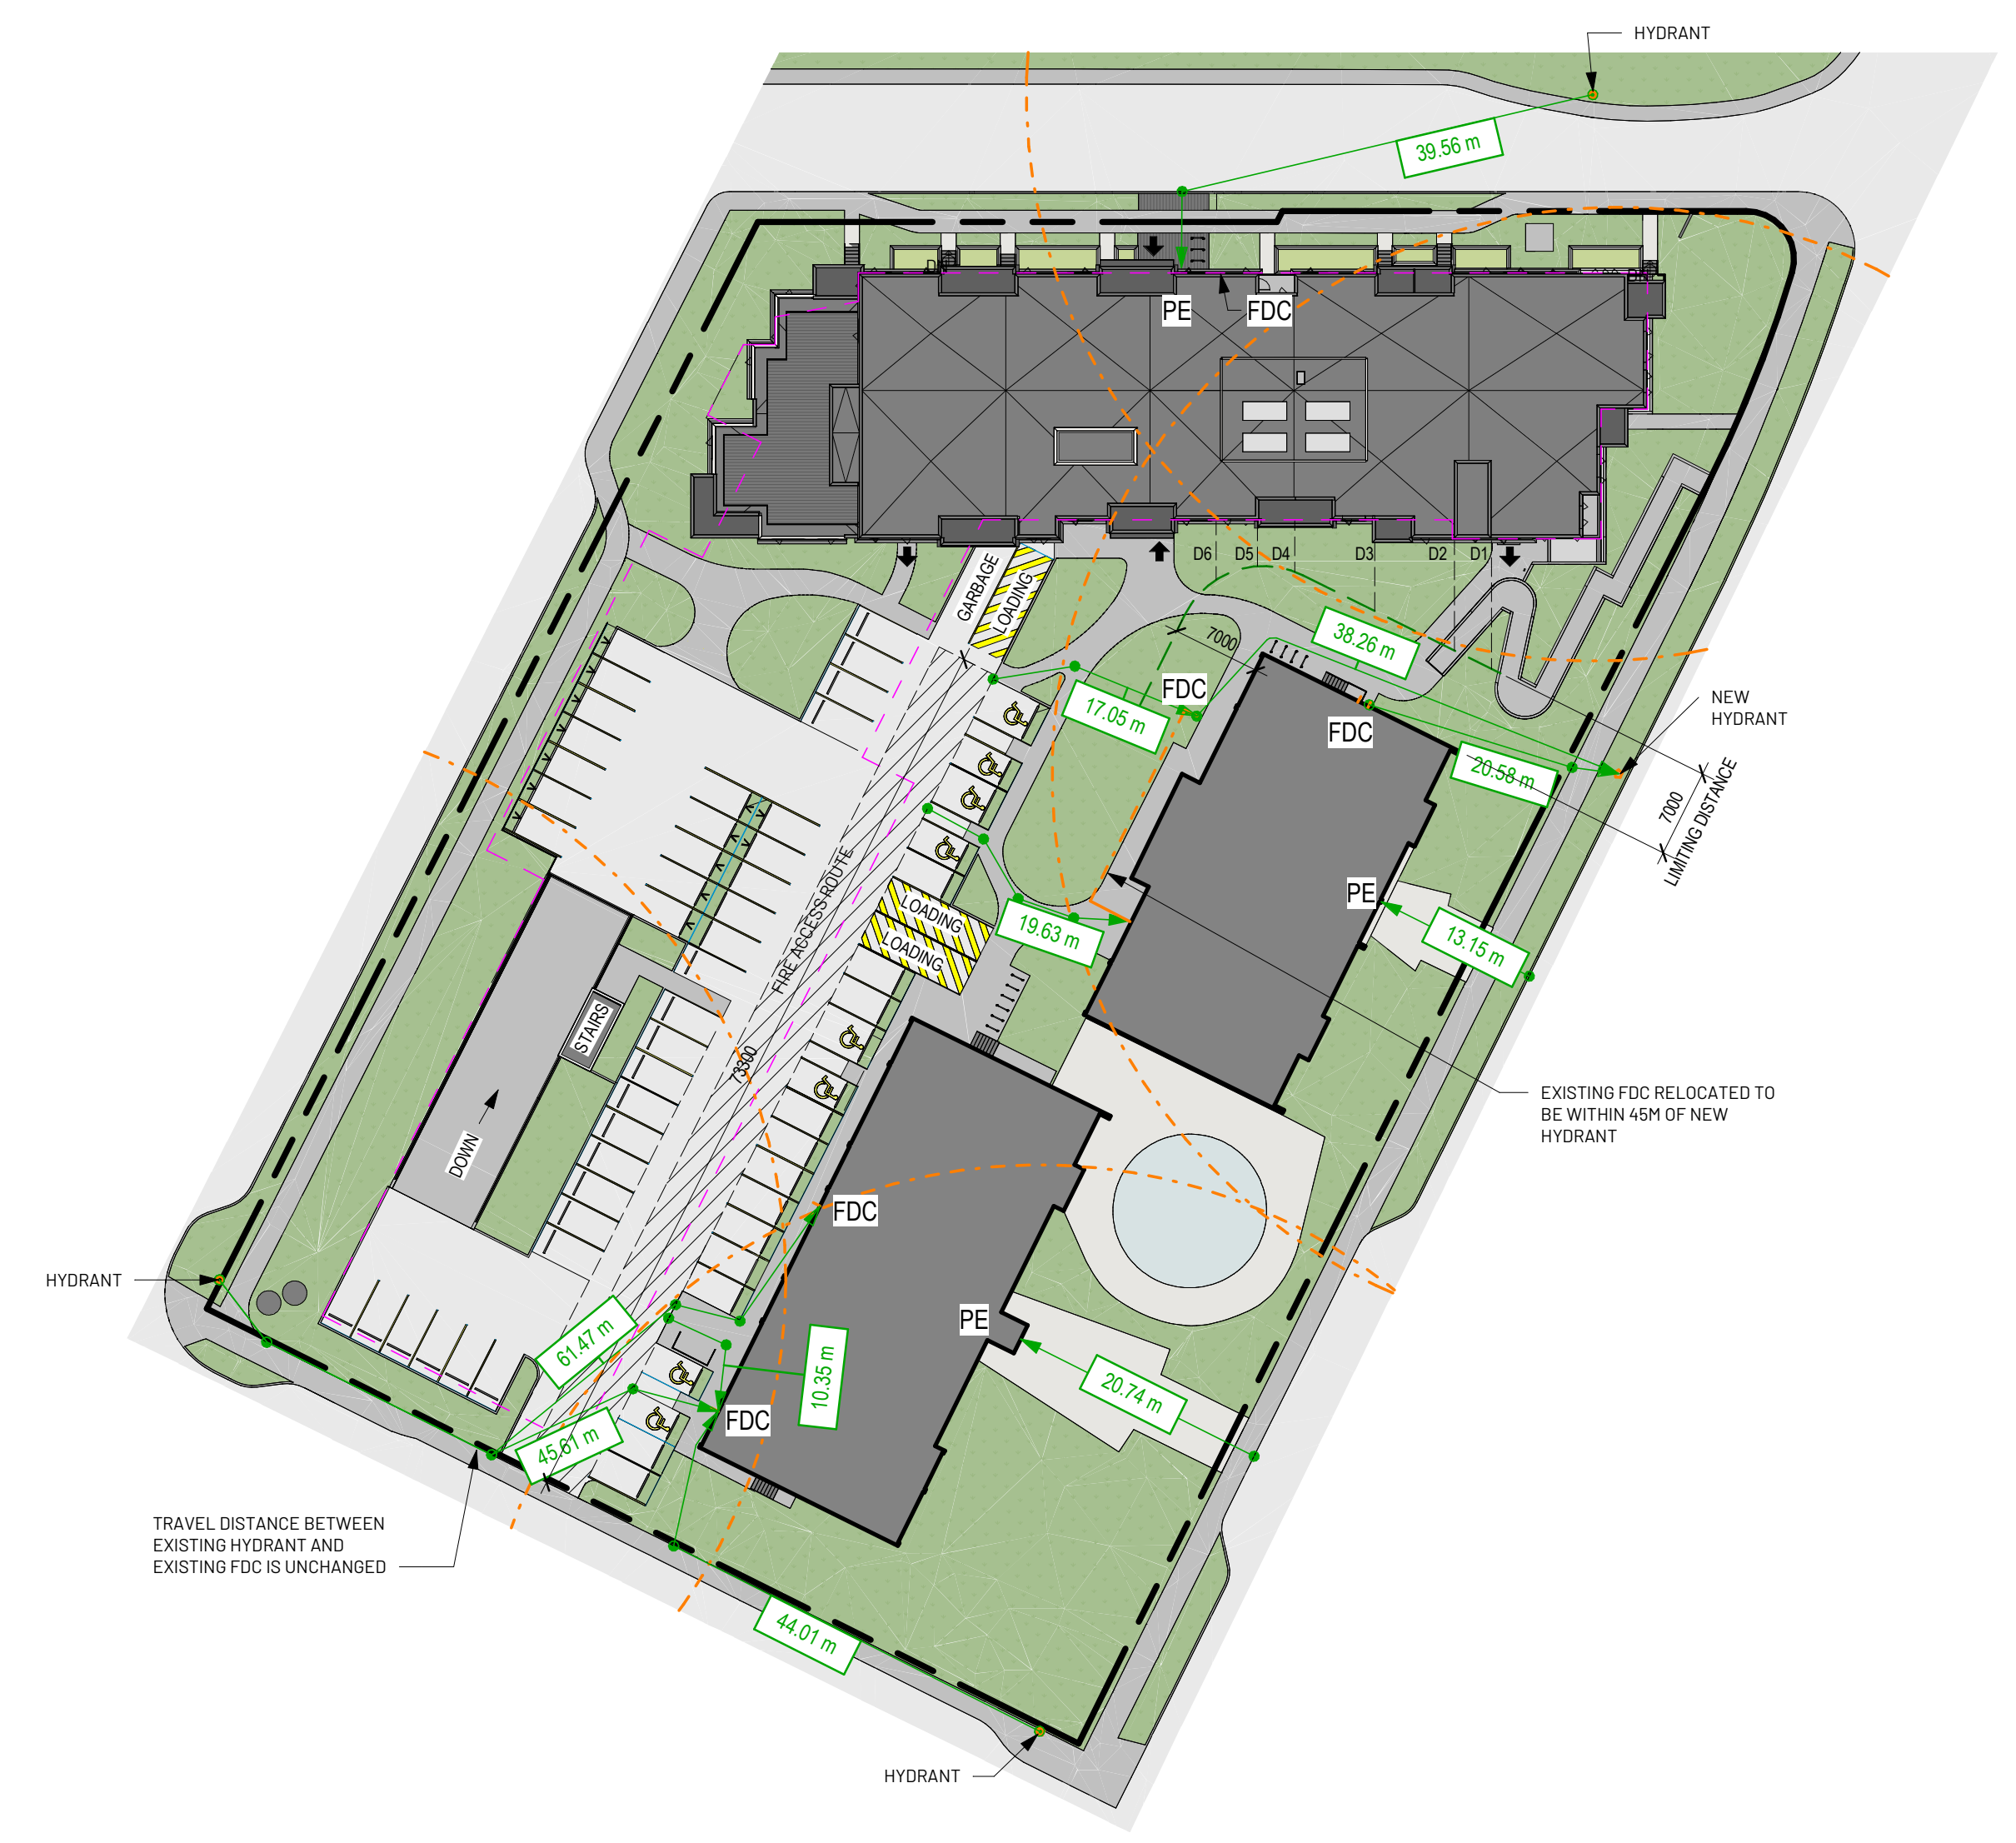 HYDRANT
39.56 m
PE
FDC
D6
D5
D4
D3
D2
D1
GARBAGE
LOADING
7000
38.26 m
FDC
17.05 m
FDC
NEW
HYDRANT
20.58 m
7000
LIMITING DISTANCE
FIRE ACCESS ROUTE
LOADING
LOADING
19.63 m
PE
13.15 m
STAIRS
73300
DOWN
EXISTING FDC RELOCATED TO
BE WITHIN 45M OF NEW
HYDRANT
FDC
HYDRANT
PE
61.47 m
10.35 m
20.74 m
FDC
45.61 m
TRAVEL DISTANCE BETWEEN
EXISTING HYDRANT AND
EXISTING FDC IS UNCHANGED
44.01 m
HYDRANT